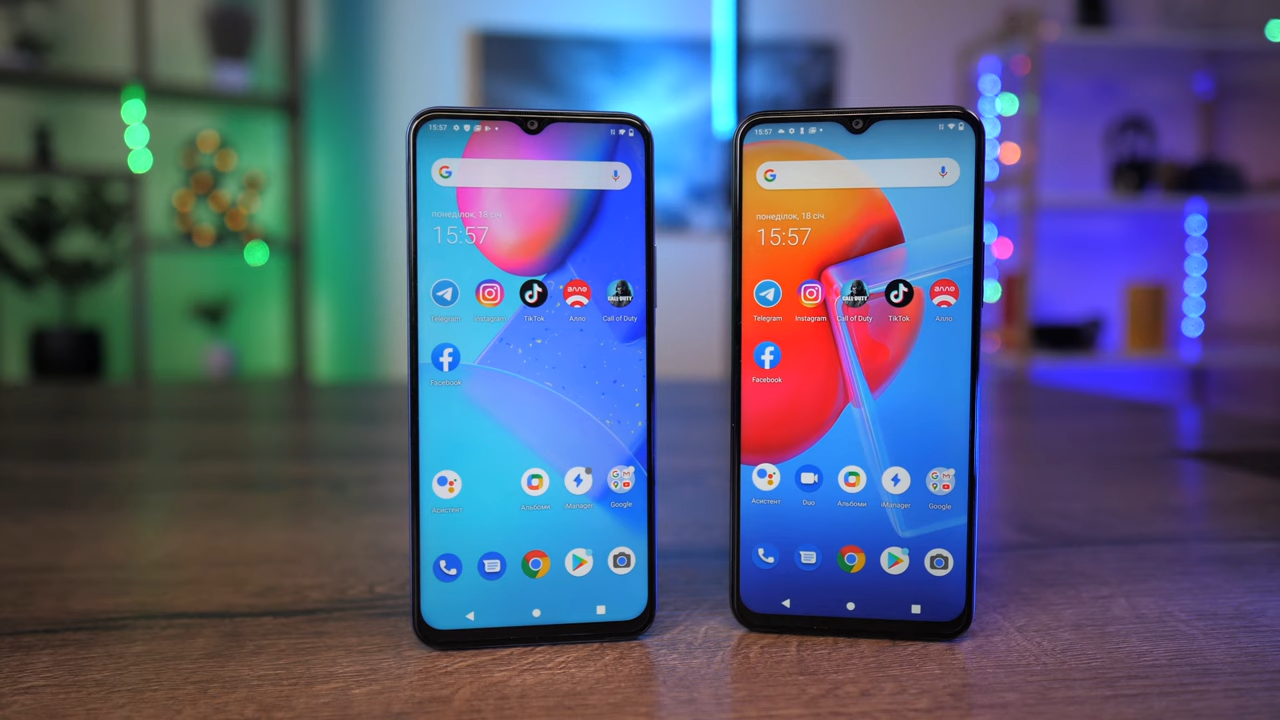 15:57
понеділок, 18 січ.
15:57
Telegram Instagram TikTok Алло Call of Duty
Facebook
Асистент Альбоми iManager Google
15:57
понеділок, 18 січ.
15:57
Telegram Instagram Call of Duty TikTok Алло
Facebook
Асистент Duo Альбоми iManager Google